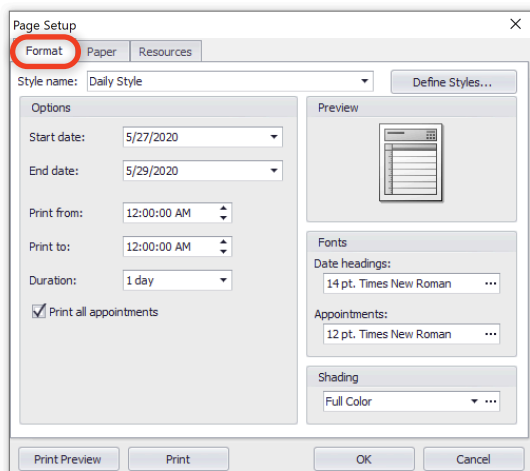 Page Setup
Format Paper Resources
Style name: Daily Style Define Styles...
Options
Start date: 5/27/2020
End date: 5/29/2020
Print from: 12:00:00 AM
Print to: 12:00:00 AM
Duration: 1 day
Print all appointments
Preview
Fonts
Date headings:
14 pt. Times New Roman ...
Appointments:
12 pt. Times New Roman ...
Shading
Full Color ...
Print Preview Print OK Cancel